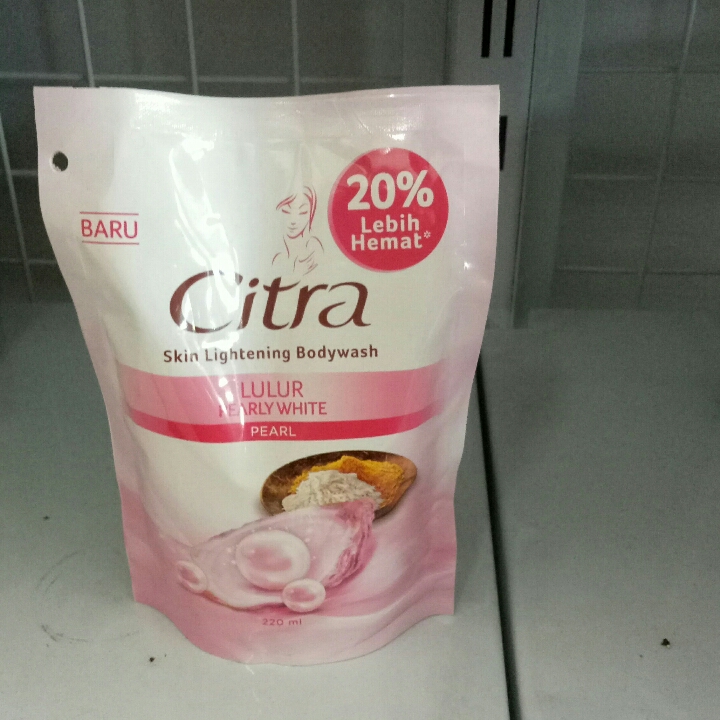 BARU
20%
Lebih
Hemat*
Citra
Skin Lightening Bodywash
LULUR
PEARLY WHITE
PEARL
220 ml